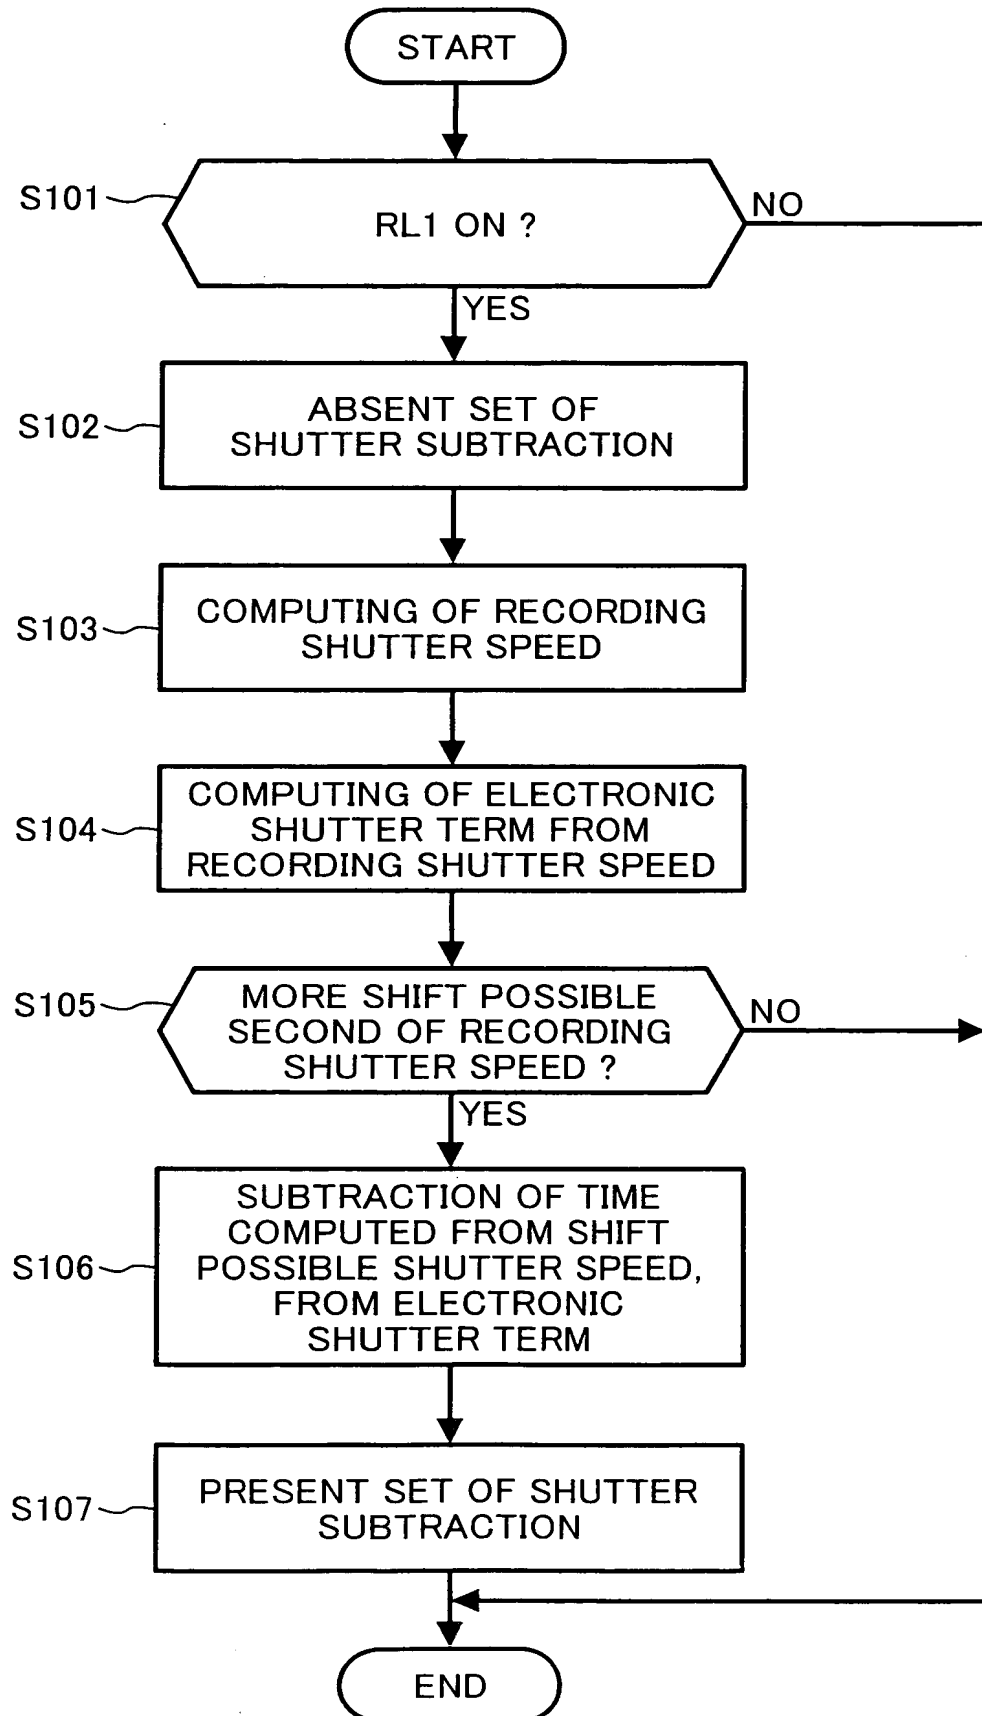 START
S101
RL1 ON ?
NO
YES
S102
ABSENT SET OF
SHUTTER SUBTRACTION
S103
COMPUTING OF RECORDING
SHUTTER SPEED
S104
COMPUTING OF ELECTRONIC
SHUTTER TERM FROM
RECORDING SHUTTER SPEED
S105
MORE SHIFT POSSIBLE
SECOND OF RECORDING
SHUTTER SPEED ?
NO
YES
S106
SUBTRACTION OF TIME
COMPUTED FROM SHIFT
POSSIBLE SHUTTER SPEED,
FROM ELECTRONIC
SHUTTER TERM
S107
PRESENT SET OF SHUTTER
SUBTRACTION
END